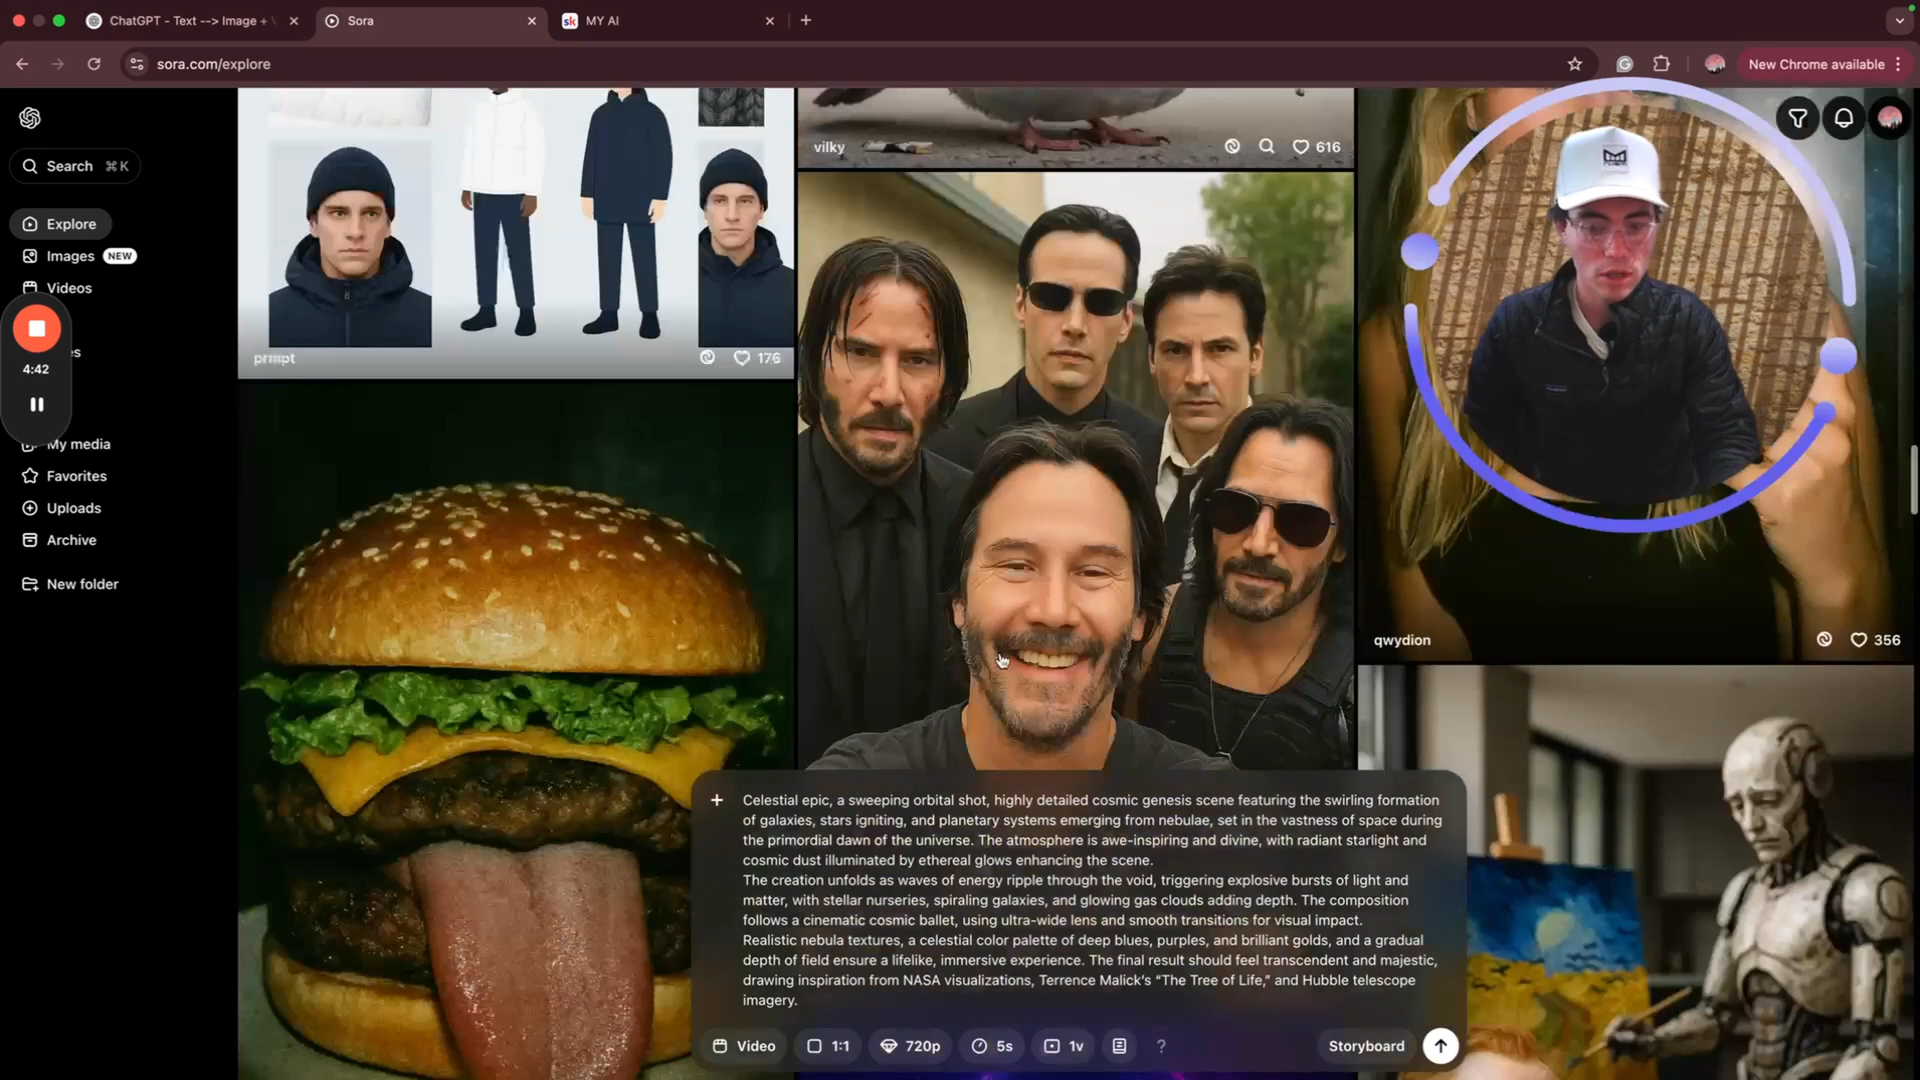 ChatGPT - Text --> Image +
Sora
sk MY AI
sora.com/explore
New Chrome available
Search ⌘ K
Explore
Images NEW
Videos
4:42
My media
Favorites
Uploads
Archive
New folder
176
vilky
616
qwydion
356
Celestial epic, a sweeping orbital shot, highly detailed cosmic genesis scene featuring the swirling formation
of galaxies, stars igniting, and planetary systems emerging from nebulae, set in the vastness of space during
the primordial dawn of the universe. The atmosphere is awe-inspiring and divine, with radiant starlight and
cosmic dust illuminated by ethereal glows enhancing the scene.
The creation unfolds as waves of energy ripple through the void, triggering explosive bursts of light and
matter, with stellar nurseries, spiraling galaxies, and glowing gas clouds adding depth. The composition
follows a cinematic cosmic ballet, using ultra-wide lens and smooth transitions for visual impact.
Realistic nebula textures, a celestial color palette of deep blues, purples, and brilliant golds, and a gradual
depth of field ensure a lifelike, immersive experience. The final result should feel transcendent and majestic,
drawing inspiration from NASA visualizations, Terrence Malick's “The Tree of Life,” and Hubble telescope
imagery.
Video 1:1 720p 5s 1v ? Storyboard